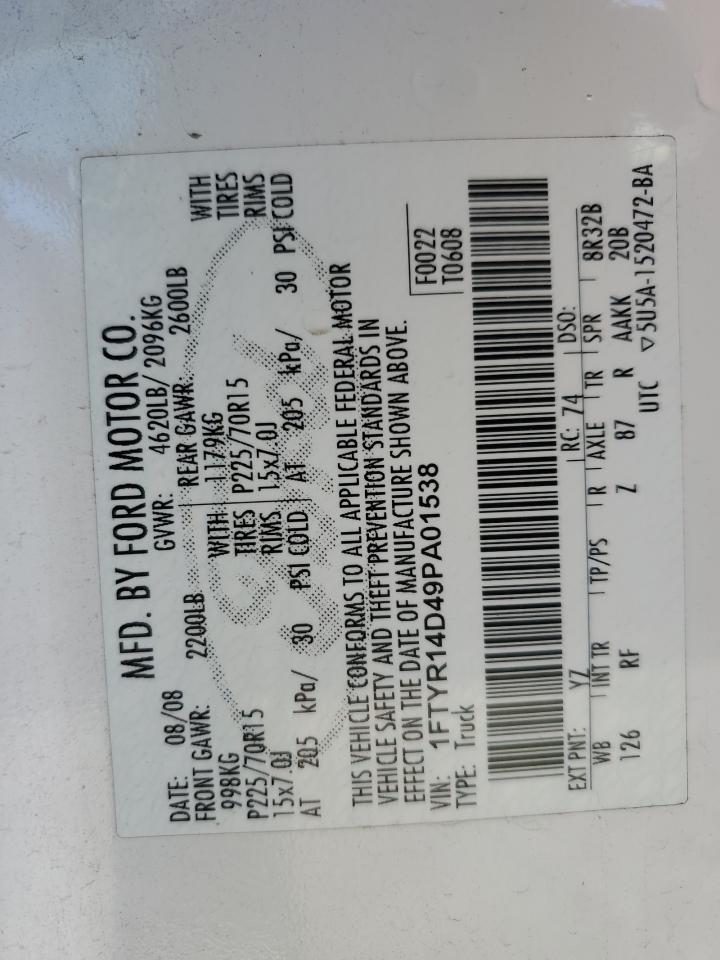 MFD. BY FORD MOTOR CO.
DATE: 08/08 GVWR: 4620LB/ 2096KG
FRONT GAWR: 2200LB REAR GAWR: 2600LB
998KG WITH 1179KG WITH
P225/70R15 TIRES P225/70R15 TIRES
15x7.0J RIMS 15x7.0J RIMS
AT 205 kPa/ 30 PSI COLD AT 205 kPa/ 30 PSI COLD
THIS VEHICLE CONFORMS TO ALL APPLICABLE FEDERAL MOTOR
VEHICLE SAFETY AND THEFT PREVENTION STANDARDS IN
EFFECT ON THE DATE OF MANUFACTURE SHOWN ABOVE.
VIN: 1FTYR14D49PA01538 F0022
TYPE: Truck T0608
EXT PNT: YZ RC: 74 DSO:
WB INT TR TP/PS R AXLE TR SPR 8R32B
126 RF Z 87 R AAKK 20B
UTC ▽5U5A-1520472-BA